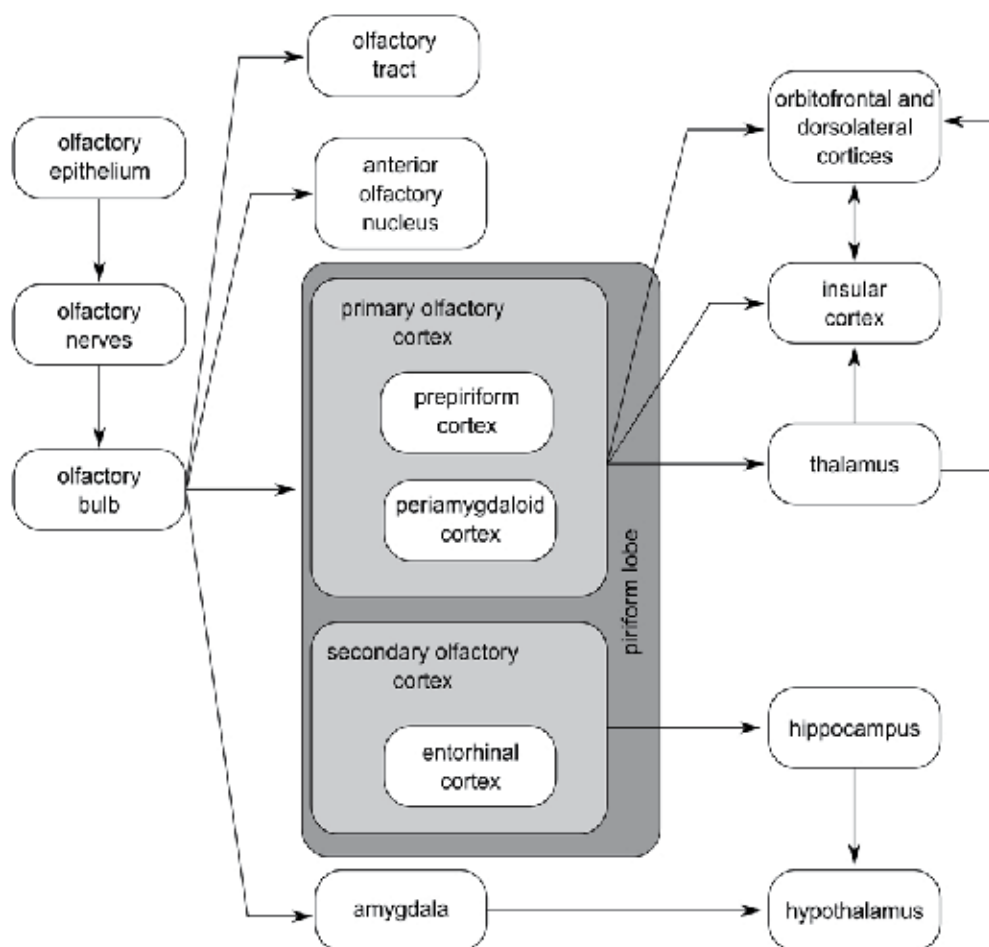 olfactory
tract
olfactory
epithelium
anterior
olfactory
nucleus
orbitofrontal and
dorsolateral
cortices
olfactory
nerves
primary olfactory
cortex
insular
cortex
prepiriform
cortex
olfactory
bulb
periamygdaloid
cortex
thalamus
piriform lobe
secondary olfactory
cortex
entorhinal
cortex
hippocampus
amygdala
hypothalamus